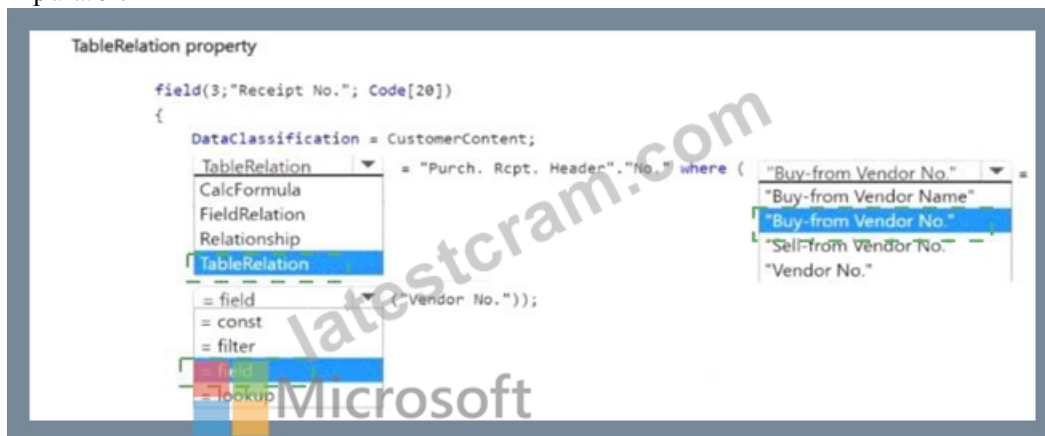 TableRelation property
field(3;"Receipt No."; Code[20])
{
DataClassification = CustomerContent;
TableRelation = "Purch. Rcpt. Header"."No." where ( "Buy-from Vendor No." =
CalcFormula
FieldRelation
Relationship
TableRelation
"Buy-from Vendor Name"
"Buy-from Vendor No."
"Sell-from Vendor No."
"Vendor No."
= field ("Vendor No."));
= const
= filter
= field
= lookup
Microsoft
latestcram.com